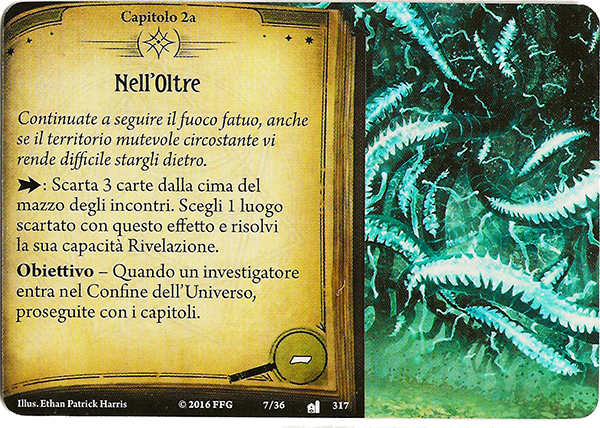 Capitolo 2a
Nell'Oltre
Continuate a seguire il fuoco fatuo, anche
se il territorio mutevole circostante vi
rende difficile stargli dietro.
: Scarta 3 carte dalla cima del
mazzo degli incontri. Scegli 1 luogo
scartato con questo effetto e risolvi
la sua capacità Rivelazione.
Obiettivo – Quando un investigatore
entra nel Confine dell'Universo,
proseguite con i capitoli.
–
Illus. Ethan Patrick Harris © 2016 FFG 7/36 317